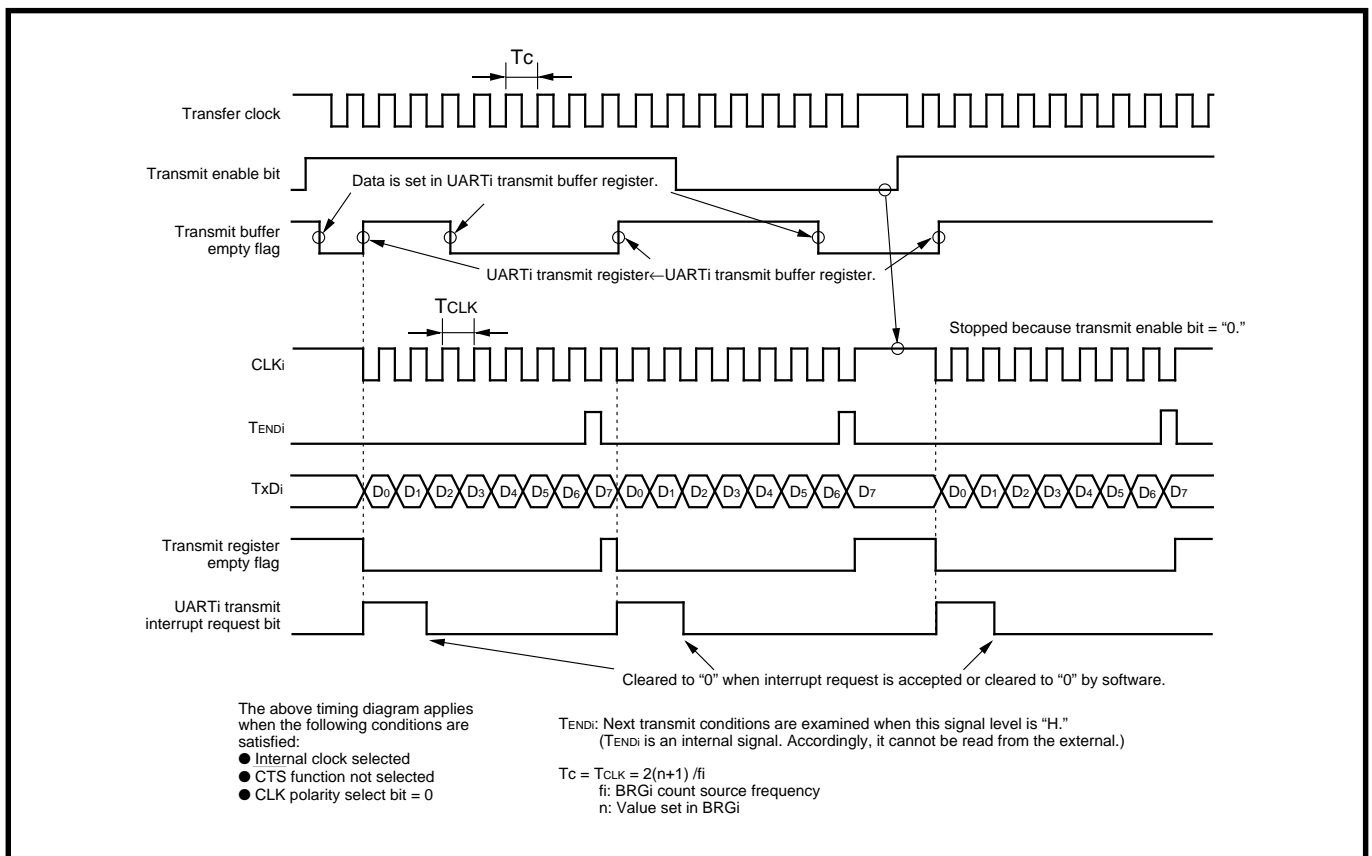 Tc
Transfer clock
Transmit enable bit
Data is set in UARTi transmit buffer register.
Transmit buffer
empty flag
UARTi transmit register←UARTi transmit buffer register.
TCLK
Stopped because transmit enable bit = “0.”
CLKi
TENDi
TxDi
D0 D1 D2 D3 D4 D5 D6 D7 D0 D1 D2 D3 D4 D5 D6 D7 D0 D1 D2 D3 D4 D5 D6 D7
Transmit register
empty flag
UARTi transmit
interrupt request bit
Cleared to “0” when interrupt request is accepted or cleared to “0” by software.
The above timing diagram applies
when the following conditions are
satisfied:
● Internal clock selected
● CTS function not selected
● CLK polarity select bit = 0
TENDi: Next transmit conditions are examined when this signal level is “H.”
(TENDi is an internal signal. Accordingly, it cannot be read from the external.)
Tc = TCLK = 2(n+1) /fi
fi: BRGi count source frequency
n: Value set in BRGi